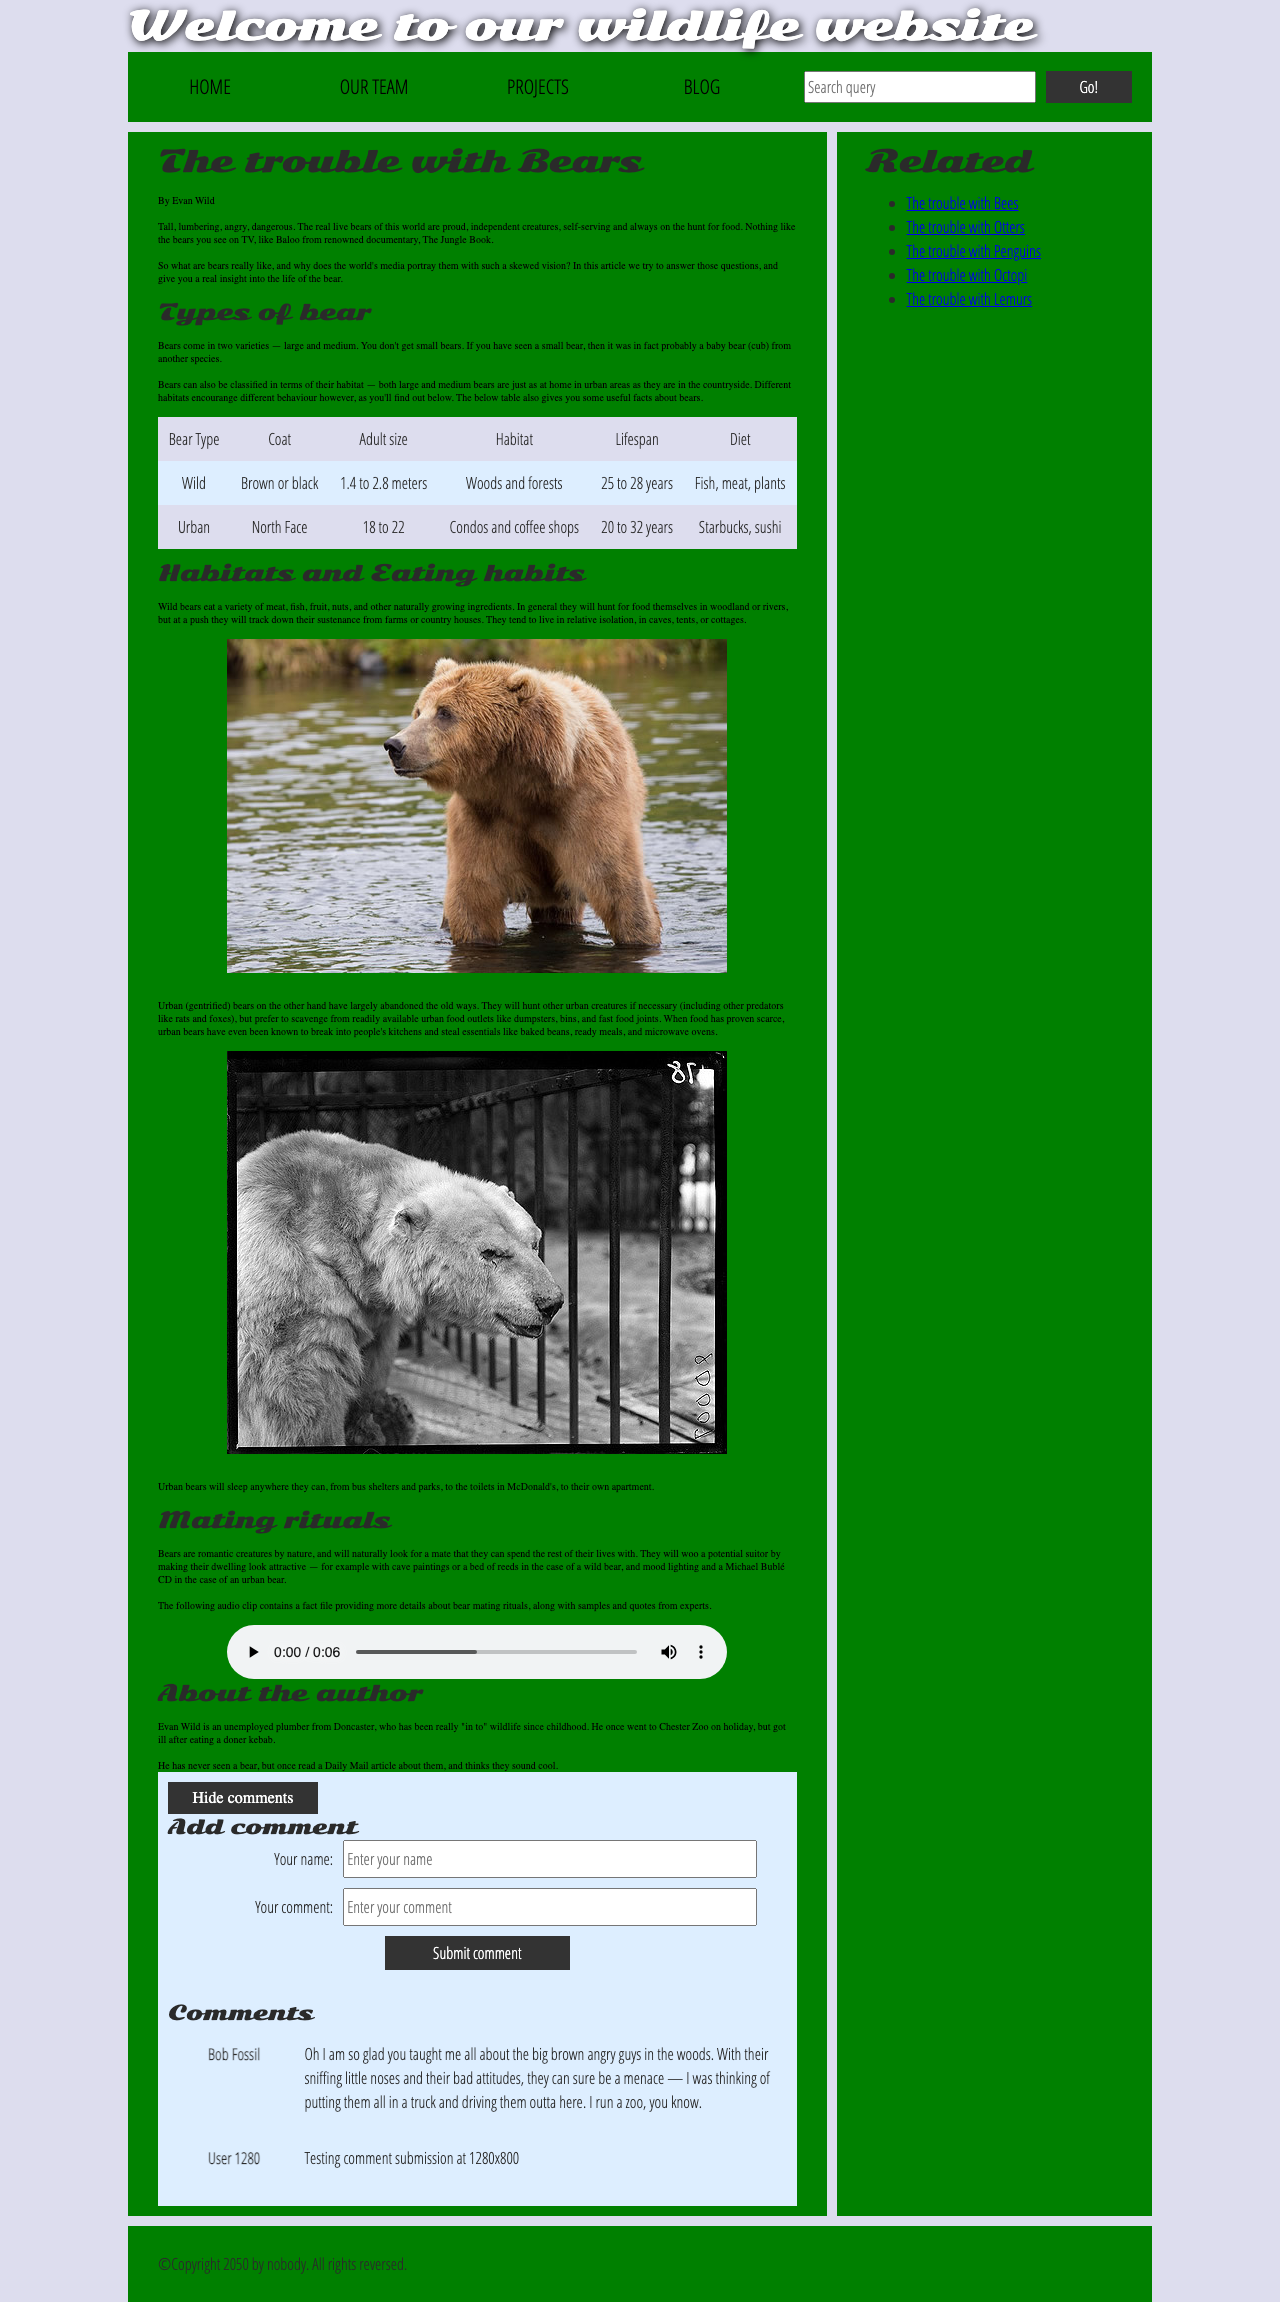 Welcome to our wildlife website
HOME
OUR TEAM
PROJECTS
BLOG
Search query
Go!
The trouble with Bears
By Evan Wild
Tall, lumbering, angry, dangerous. The real live bears of this world are proud, independent creatures, self-serving and always on the hunt for food. Nothing like
the bears you see on TV, like Baloo from renowned documentary, The Jungle Book.
So what are bears really like, and why does the world's media portray them with such a skewed vision? In this article we try to answer those questions, and
give you a real insight into the life of the bear.
Types of bear
Bears come in two varieties — large and medium. You don't get small bears. If you have seen a small bear, then it was in fact probably a baby bear (cub) from
another species.
Bears can also be classified in terms of their habitat — both large and medium bears are just as at home in urban areas as they are in the countryside. Different
habitats encourange different behaviour however, as you'll find out below. The below table also gives you some useful facts about bears.
Bear Type Coat Adult size Habitat Lifespan Diet
Wild Brown or black 1.4 to 2.8 meters Woods and forests 25 to 28 years Fish, meat, plants
Urban North Face 18 to 22 Condos and coffee shops 20 to 32 years Starbucks, sushi
Habitats and Eating habits
Wild bears eat a variety of meat, fish, fruit, nuts, and other naturally growing ingredients. In general they will hunt for food themselves in woodland or rivers,
but at a push they will track down their sustenance from farms or country houses. They tend to live in relative isolation, in caves, tents, or cottages.
Urban (gentrified) bears on the other hand have largely abandoned the old ways. They will hunt other urban creatures if necessary (including other predators
like rats and foxes), but prefer to scavenge from readily available urban food outlets like dumpsters, bins, and fast food joints. When food has proven scarce,
urban bears have even been known to break into people's kitchens and steal essentials like baked beans, ready meals, and microwave ovens.
Urban bears will sleep anywhere they can, from bus shelters and parks, to the toilets in McDonald's, to their own apartment.
Mating rituals
Bears are romantic creatures by nature, and will naturally look for a mate that they can spend the rest of their lives with. They will woo a potential suitor by
making their dwelling look attractive — for example with cave paintings or a bed of reeds in the case of a wild bear, and mood lighting and a Michael Bublé
CD in the case of an urban bear.
The following audio clip contains a fact file providing more details about bear mating rituals, along with samples and quotes from experts.
0:00 / 0:06
About the author
Evan Wild is an unemployed plumber from Doncaster, who has been really "in to" wildlife since childhood. He once went to Chester Zoo on holiday, but got
ill after eating a doner kebab.
He has never seen a bear, but once read a Daily Mail article about them, and thinks they sound cool.
Hide comments
Add comment
Your name: Enter your name
Your comment: Enter your comment
Submit comment
Comments
Bob Fossil
Oh I am so glad you taught me all about the big brown angry guys in the woods. With their
sniffing little noses and their bad attitudes, they can sure be a menace — I was thinking of
putting them all in a truck and driving them outta here. I run a zoo, you know.
User 1280
Testing comment submission at 1280x800
Related
The trouble with Bees
The trouble with Otters
The trouble with Penguins
The trouble with Octopi
The trouble with Lemurs
©Copyright 2050 by nobody. All rights reversed.